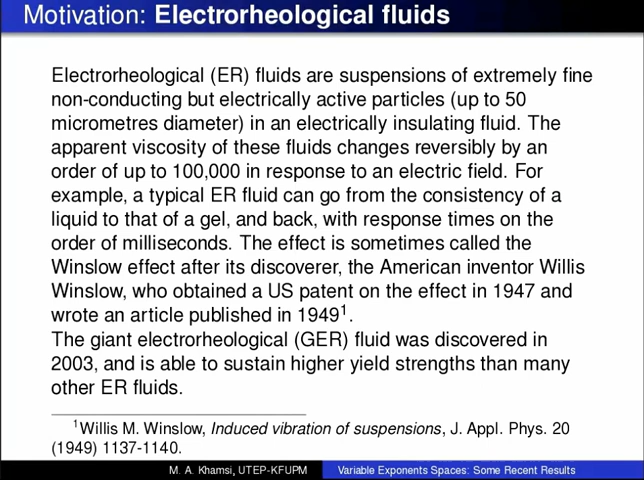 Motivation: Electrorheological fluids
Electrorheological (ER) fluids are suspensions of extremely fine
non-conducting but electrically active particles (up to 50
micrometres diameter) in an electrically insulating fluid. The
apparent viscosity of these fluids changes reversibly by an
order of up to 100,000 in response to an electric field. For
example, a typical ER fluid can go from the consistency of a
liquid to that of a gel, and back, with response times on the
order of milliseconds. The effect is sometimes called the
Winslow effect after its discoverer, the American inventor Willis
Winslow, who obtained a US patent on the effect in 1947 and
wrote an article published in 1949¹.
The giant electrorheological (GER) fluid was discovered in
2003, and is able to sustain higher yield strengths than many
other ER fluids.
¹Willis M. Winslow, Induced vibration of suspensions, J. Appl. Phys. 20
(1949) 1137-1140.
M. A. Khamsi, UTEP-KFUPM Variable Exponents Spaces: Some Recent Results